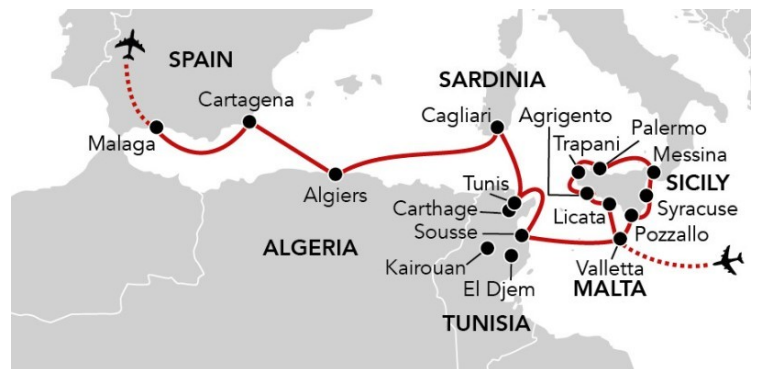 SPAIN
Cartagena
Malaga
SARDINIA
Cagliari
Agrigento
Trapani
Palermo
Messina
SICILY
Algiers
Tunis
Carthage
Sousse
Licata
Syracuse
Pozzallo
ALGERIA
Kairouan
El Djem
Valletta
MALTA
TUNISIA